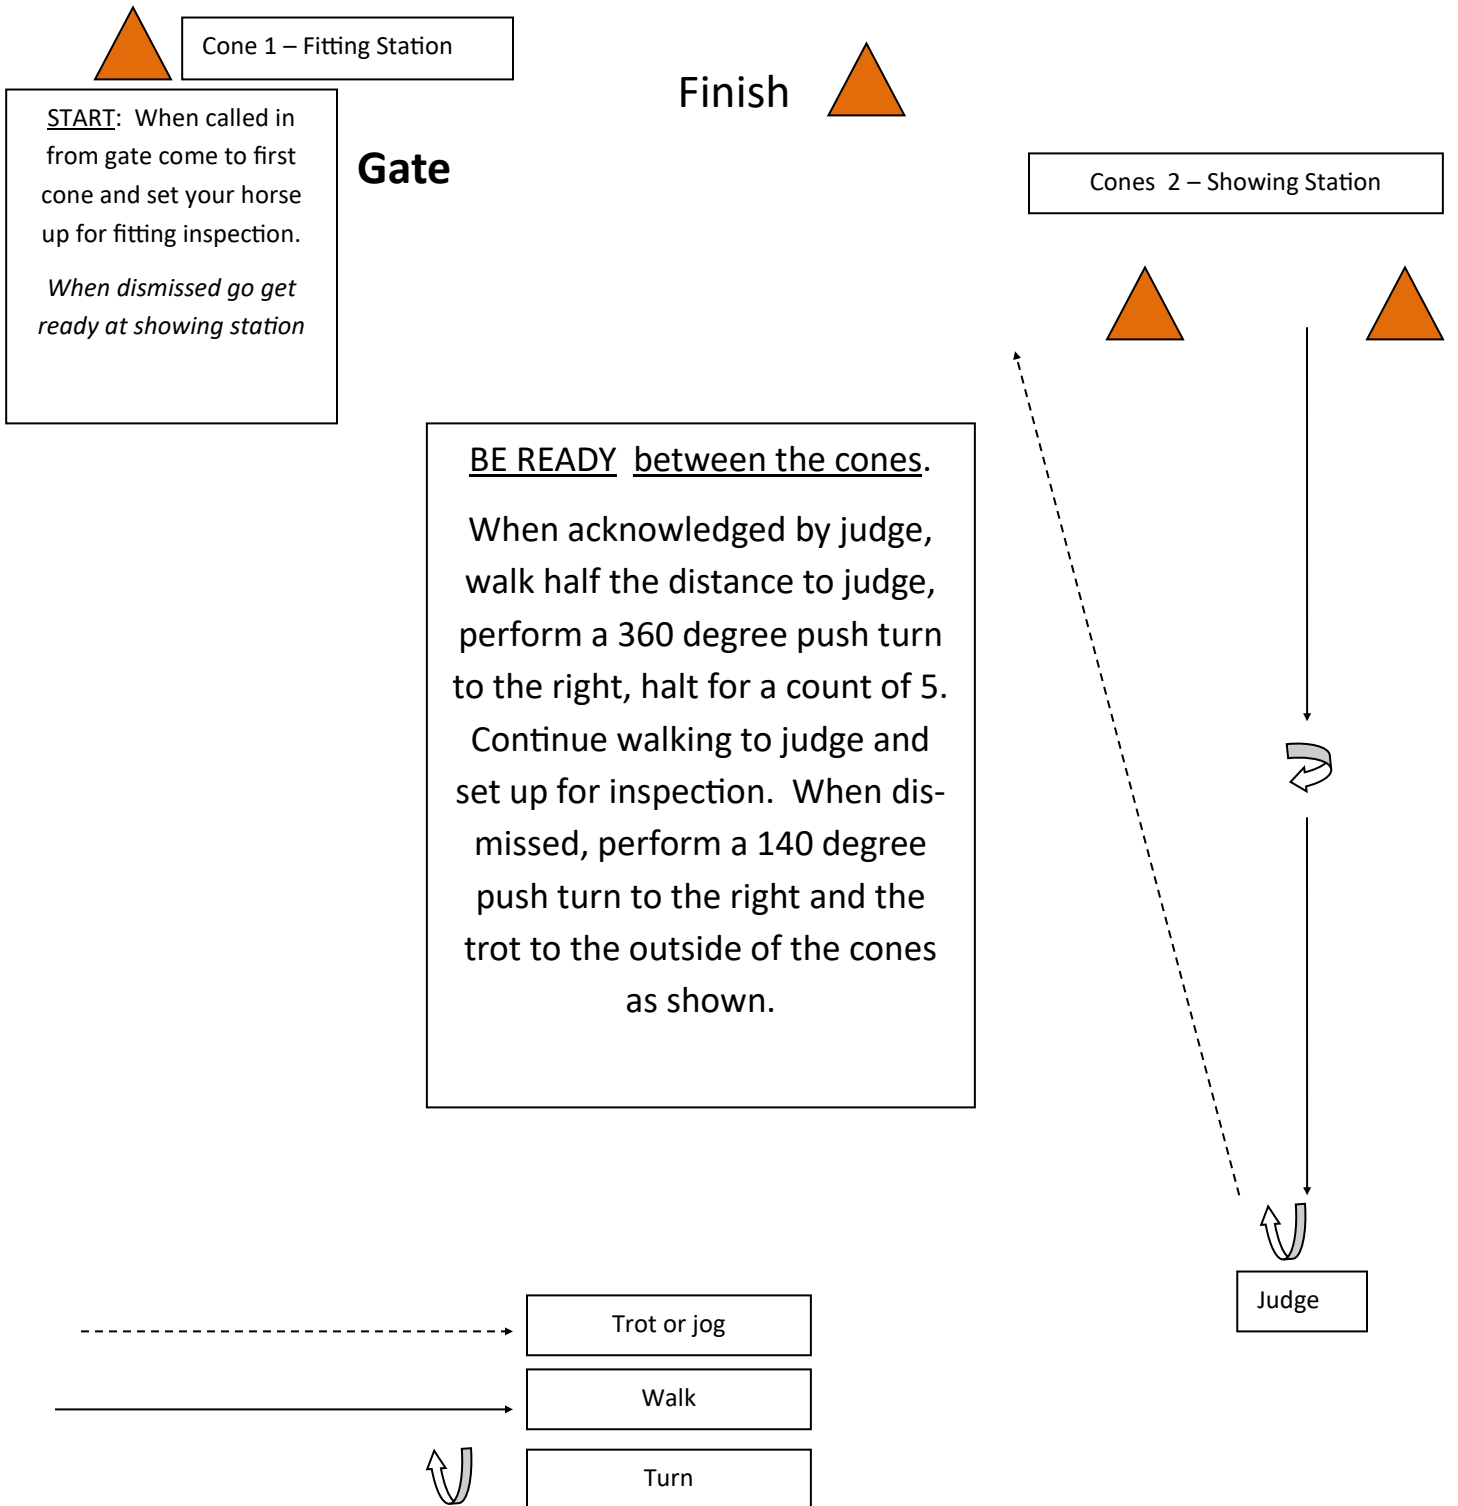 Cone 1 – Fitting Station
Finish
START:  When called in
from gate come to first
cone and set your horse
up for fitting inspection.
When dismissed go get
ready at showing station
Gate
Cones  2 – Showing Station
BE READY  between the cones.
When acknowledged by judge,
walk half the distance to judge,
perform a 360 degree push turn
to the right, halt for a count of 5.
Continue walking to judge and
set up for inspection.  When dis-
missed, perform a 140 degree
push turn to the right and the
trot to the outside of the cones
as shown.
Judge
Trot or jog
Walk
Turn